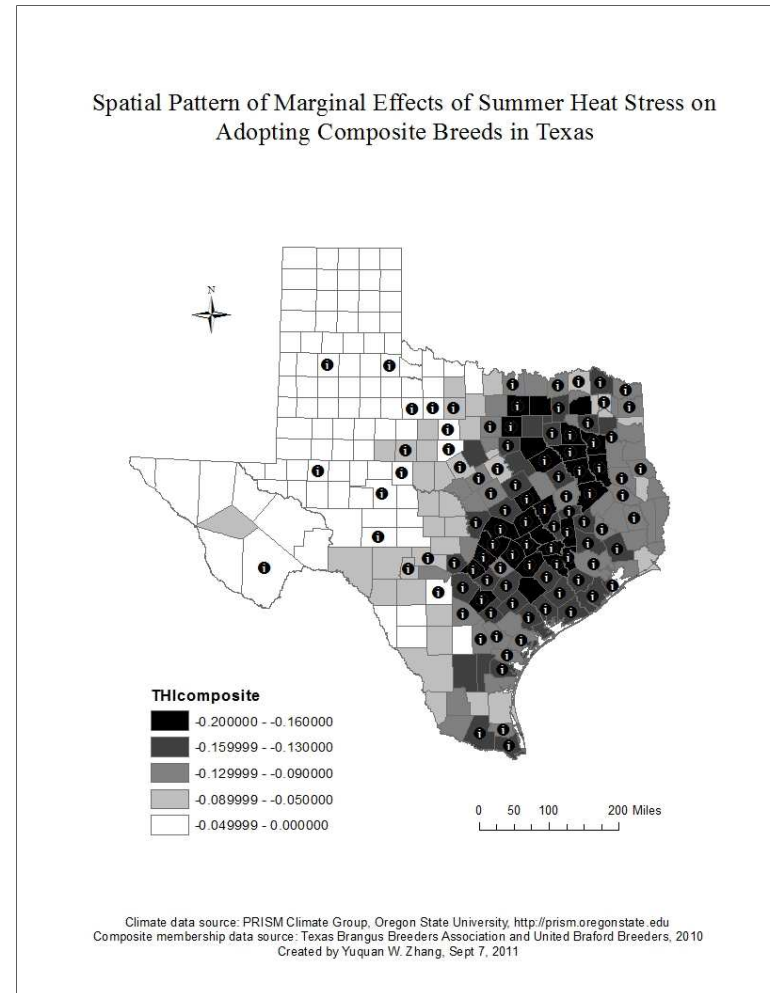 Spatial Pattern of Marginal Effects of Summer Heat Stress on
Adopting Composite Breeds in Texas
N
THIcomposite
-0.200000 - -0.160000
-0.159999 - -0.130000
-0.129999 - -0.090000
-0.089999 - -0.050000
-0.049999 - 0.000000
0 50 100 200 Miles
Climate data source: PRISM Climate Group, Oregon State University, http://prism.oregonstate.edu
Composite membership data source: Texas Brangus Breeders Association and United Braford Breeders, 2010
Created by Yuquan W. Zhang, Sept 7, 2011